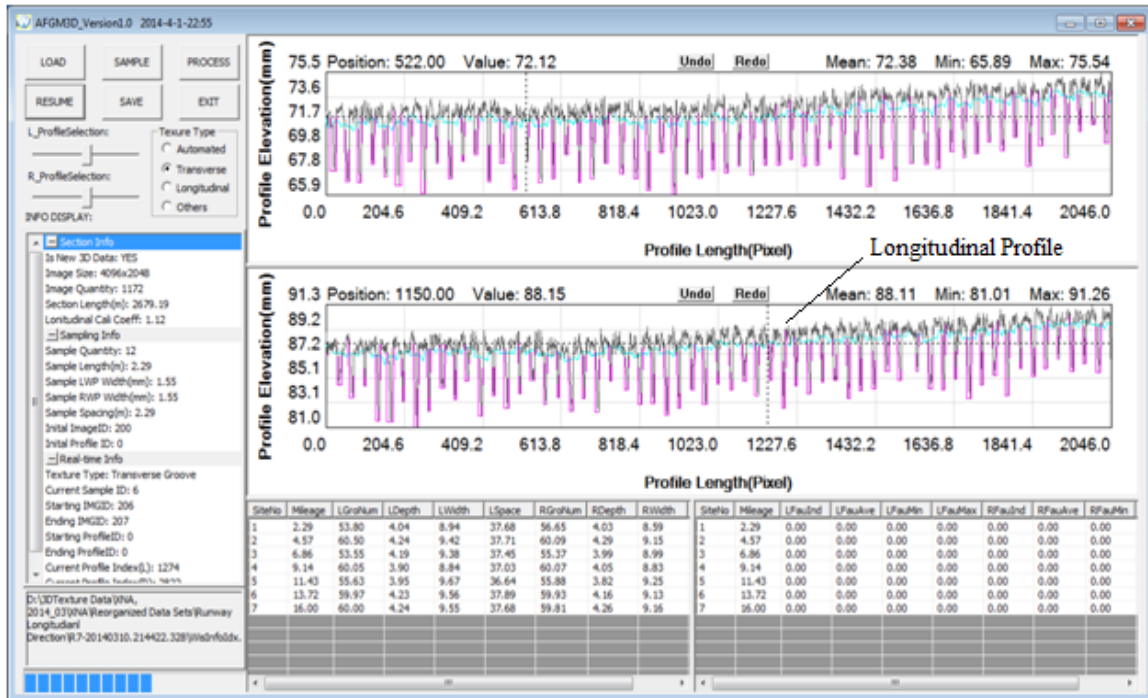 AFGM3D_Version1.0 2014-4-1-22:55
LOAD SAMPLE PROCESS
RESUME SAVE EXIT
L_ProfileSelection:
R_ProfileSelection:
Texure Type
Automated
Transverse
Longitudinal
Others
INFO DISPLAY:
Section Info
Is New 3D Data: YES
Image Size: 4096x2048
Image Quantity: 1172
Section Length(m): 2679.19
Lonitudinal Cali Coeff: 1.12
Sampling Info
Sample Quantity: 12
Sample Length(m): 2.29
Sample LWP Width(mm): 1.55
Sample RWP Width(mm): 1.55
Sample Spacing(m): 2.29
Inital ImageID: 200
Inital Profile ID: 0
Real-time Info
Texture Type: Transverse Groove
Current Sample ID: 6
Starting IMGID: 206
Ending IMGID: 207
Starting ProfileID: 0
Ending ProfileID: 0
Current Profile Index(L): 1274
Current Profile Index(R): 2822
D:\3DTexture Data\XNA,
2014_03\XNA\Reorganized Data Sets\Runway
Longitudianl
Direction\R7-20140310.214422.328\WsInfoIdx.
75.5 Position: 522.00 Value: 72.12 Undo Redo Mean: 72.38 Min: 65.89 Max: 75.54
73.6
71.7
69.8
67.8
65.9
Profile Elevation(mm)
0.0 204.6 409.2 613.8 818.4 1023.0 1227.6 1432.2 1636.8 1841.4 2046.0
Profile Length(Pixel)
Longitudinal Profile
91.3 Position: 1150.00 Value: 88.15 Undo Redo Mean: 88.11 Min: 81.01 Max: 91.26
89.2
87.2
85.1
83.1
81.0
Profile Elevation(mm)
0.0 204.6 409.2 613.8 818.4 1023.0 1227.6 1432.2 1636.8 1841.4 2046.0
Profile Length(Pixel)
SiteNo Mileage LGroNum LDepth LWidth LSpace RGroNum RDepth RWidth
1 2.29 53.80 4.04 8.94 37.68 56.65 4.03 8.59
2 4.57 60.50 4.24 9.42 37.71 60.09 4.29 9.15
3 6.86 53.55 4.19 9.38 37.45 55.37 3.99 8.99
4 9.14 60.05 3.90 8.84 37.03 60.07 4.05 8.83
5 11.43 55.63 3.95 9.67 36.64 55.88 3.82 9.25
6 13.72 59.97 4.23 9.56 37.89 59.93 4.16 9.13
7 16.00 60.00 4.24 9.55 37.68 59.81 4.26 9.16
SiteNo Mileage LFauInd LFauAve LFauMin LFauMax RFauInd RFauAve RFauMin
1 2.29 0.00 0.00 0.00 0.00 0.00 0.00 0.00
2 4.57 0.00 0.00 0.00 0.00 0.00 0.00 0.00
3 6.86 0.00 0.00 0.00 0.00 0.00 0.00 0.00
4 9.14 0.00 0.00 0.00 0.00 0.00 0.00 0.00
5 11.43 0.00 0.00 0.00 0.00 0.00 0.00 0.00
6 13.72 0.00 0.00 0.00 0.00 0.00 0.00 0.00
7 16.00 0.00 0.00 0.00 0.00 0.00 0.00 0.00